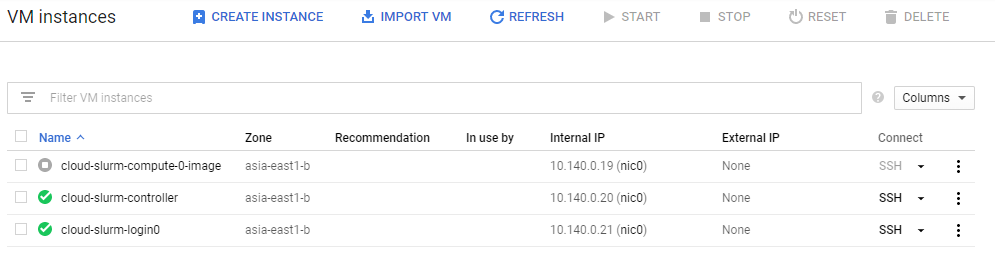 VM instances CREATE INSTANCE IMPORT VM REFRESH START STOP RESET DELETE
Filter VM instances ? Columns
Name Zone Recommendation In use by Internal IP External IP Connect
cloud-slurm-compute-0-image asia-east1-b 10.140.0.19 (nic0) None SSH
cloud-slurm-controller asia-east1-b 10.140.0.20 (nic0) None SSH
cloud-slurm-login0 asia-east1-b 10.140.0.21 (nic0) None SSH